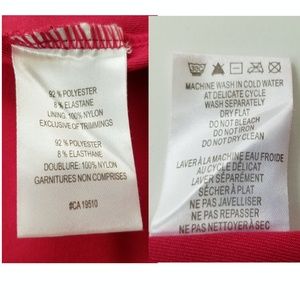 92 % POLYESTER
8 % ELASTANE
LINING: 100% NYLON
EXCLUSIVE OF TRIMMINGS
92 % POLYESTER
8 % ELASTHANE
DOUBLURE: 100% NYLON
GARNITURES NON COMPRISES
#CA 19510
MACHINE WASH IN COLD WATER
AT DELICATE CYCLE
WASH SEPARATELY
DRY FLAT
DO NOT BLEACH
DO NOT IRON
DO NOT DRY CLEAN
LAVER À LA MACHINE EAU FROIDE
AU CYCLE DÉLICAT
LAVER SÉPARÉMENT
SÉCHER À PLAT
NE PAS JAVELLISER
NE PAS REPASSER
NE PAS NETTOYER À SEC